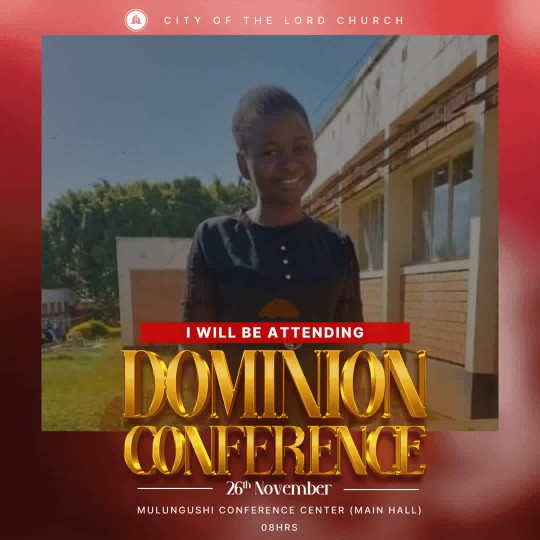 CITY OF THE LORD CHURCH
I WILL BE ATTENDING
DOMINION
CONFERENCE
26th November
MULUNGUSHI CONFERENCE CENTER (MAIN HALL)
08HRS